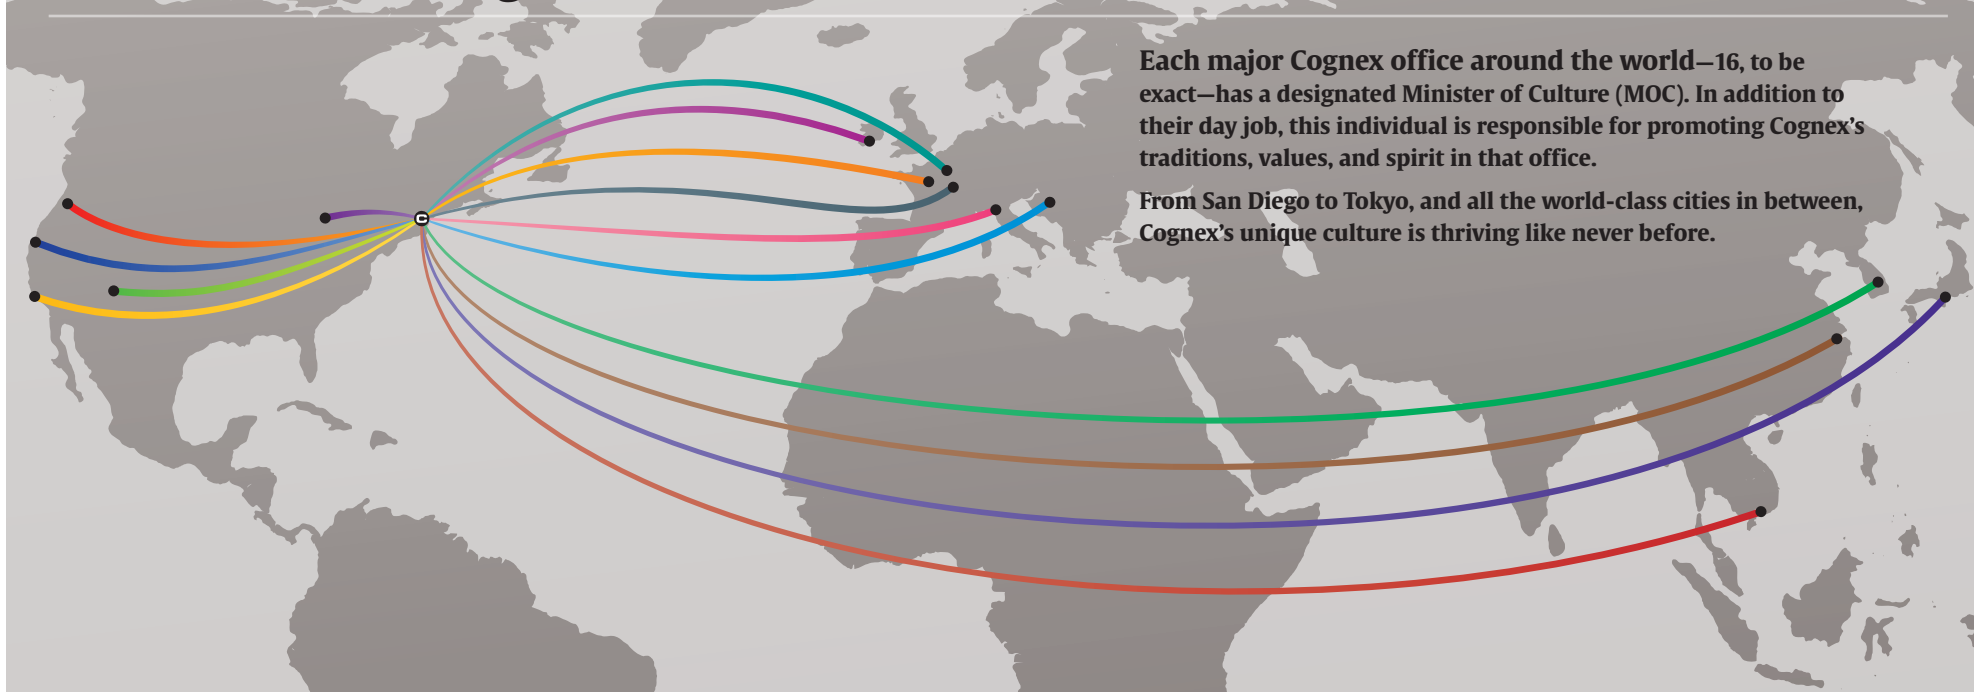 Each major Cognex office around the world—16, to be
exact—has a designated Minister of Culture (MOC). In addition to
their day job, this individual is responsible for promoting Cognex’s
traditions, values, and spirit in that office.
From San Diego to Tokyo, and all the world-class cities in between,
Cognex’s unique culture is thriving like never before.